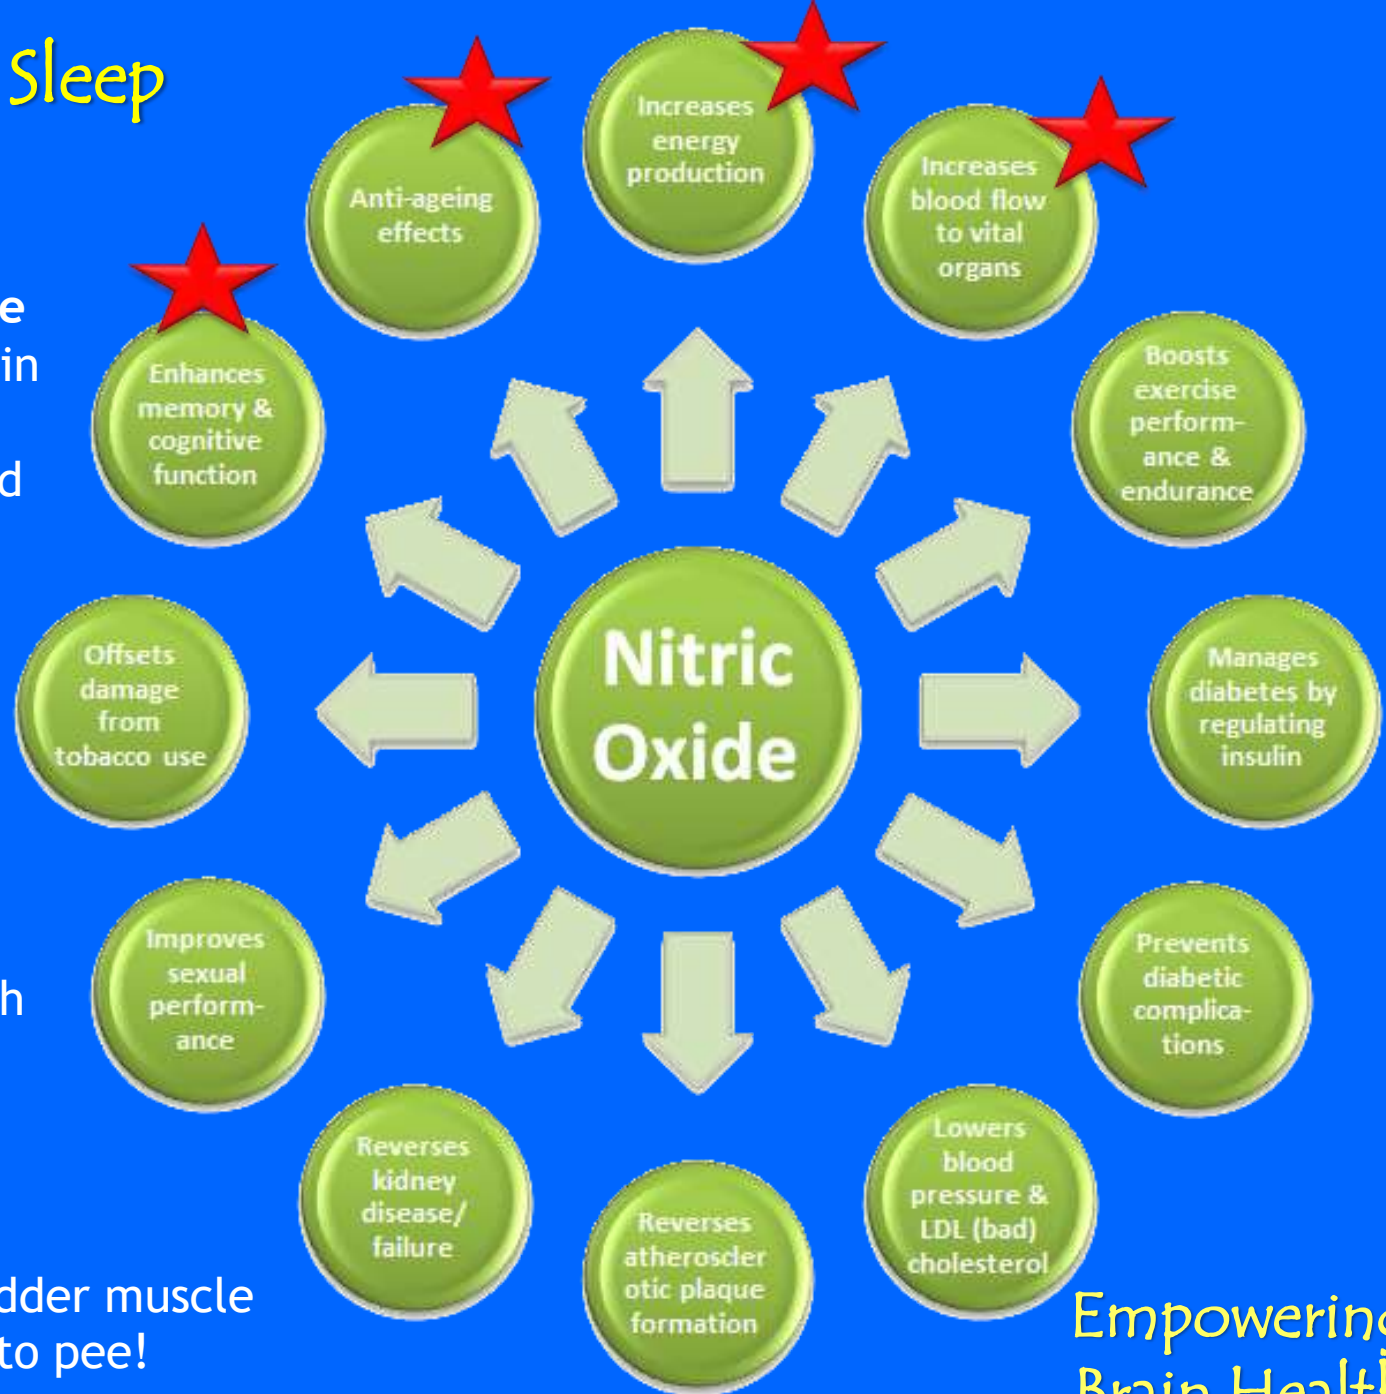 Sleep
e
in
d
h
dder muscle
to pee!
Increases
energy
production
Increases
blood flow
to vital
organs
Boosts
exercise
perform-
ance &
endurance
Manages
diabetes by
regulating
insulin
Prevents
diabetic
complica-
tions
Lowers
blood
pressure &
LDL (bad)
cholesterol
Reverses
atheroscler
otic plaque
formation
Reverses
kidney
disease/
failure
Improves
sexual
perform-
ance
Offsets
damage
from
tobacco use
Enhances
memory &
cognitive
function
Anti-ageing
effects
Nitric
Oxide
Empowering
Brain Health